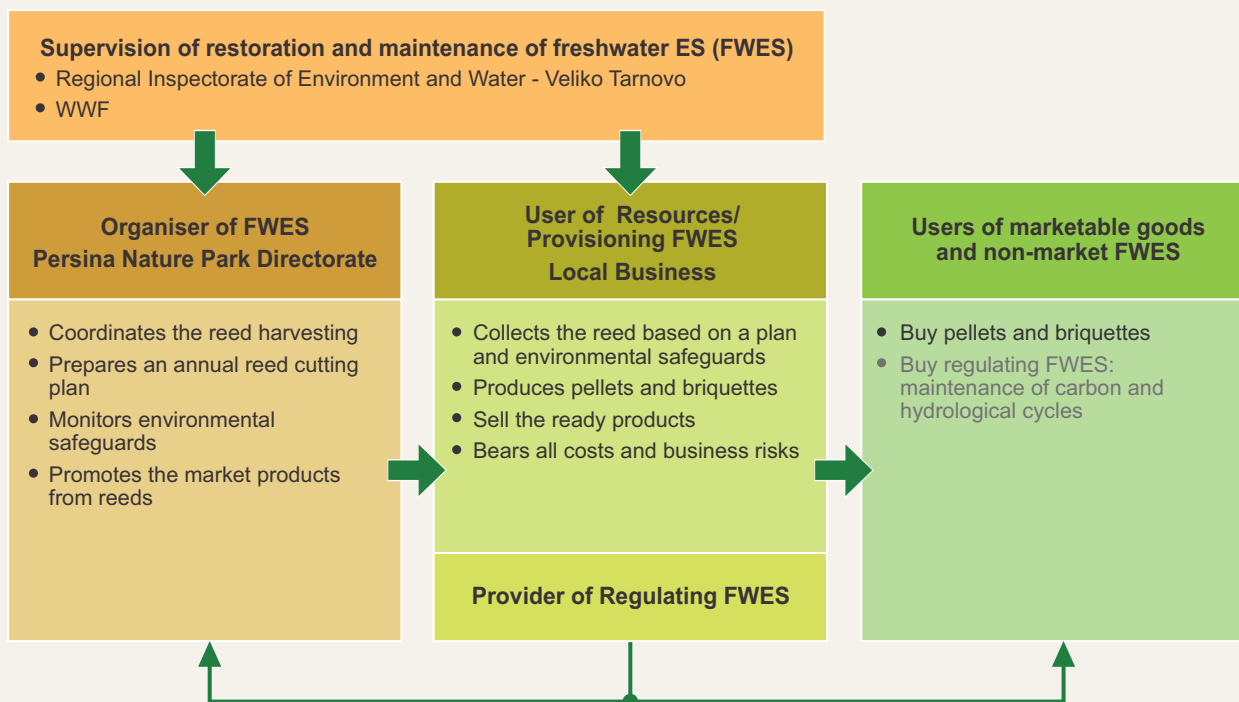 Supervision of restoration and maintenance of freshwater ES (FWES)
• Regional Inspectorate of Environment and Water - Veliko Tarnovo
• WWF
Organiser of FWES
Persina Nature Park Directorate
• Coordinates the reed harvesting
• Prepares an annual reed cutting
plan
• Monitors environmental
safeguards
• Promotes the market products
from reeds
User of Resources/
Provisioning FWES
Local Business
• Collects the reed based on a plan
and environmental safeguards
• Produces pellets and briquettes
• Sell the ready products
• Bears all costs and business risks
Provider of Regulating FWES
Users of marketable goods
and non-market FWES
• Buy pellets and briquettes
• Buy regulating FWES:
maintenance of carbon and
hydrological cycles